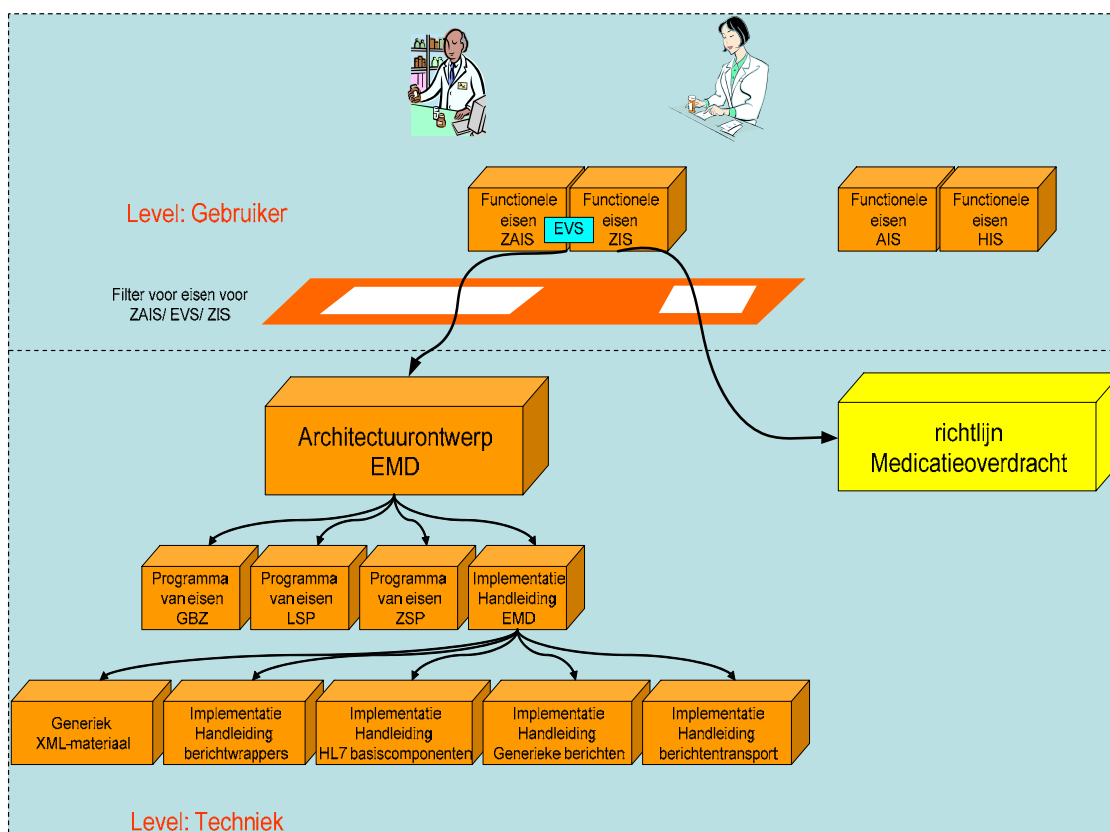 Level: Gebruiker
Functionele
eisen
ZAIS
EVS
Functionele
eisen
ZIS
Functionele
eisen
AIS
Functionele
eisen
HIS
Filter voor eisen voor
ZAIS/ EVS/ ZIS
Architectuurontwerp
EMD
richtlijn
Medicatieoverdracht
Programma
van eisen
GBZ
Programma
van eisen
LSP
Programma
van eisen
ZSP
Implementatie
Handleiding
EMD
Generiek
XML-materiaal
Implementatie
Handleiding
berichtwrappers
Implementatie
Handleiding
HL7 basiscomponenten
Implementatie
Handleiding
Generieke berichten
Implementatie
Handleiding
berichtentransport
Level: Techniek